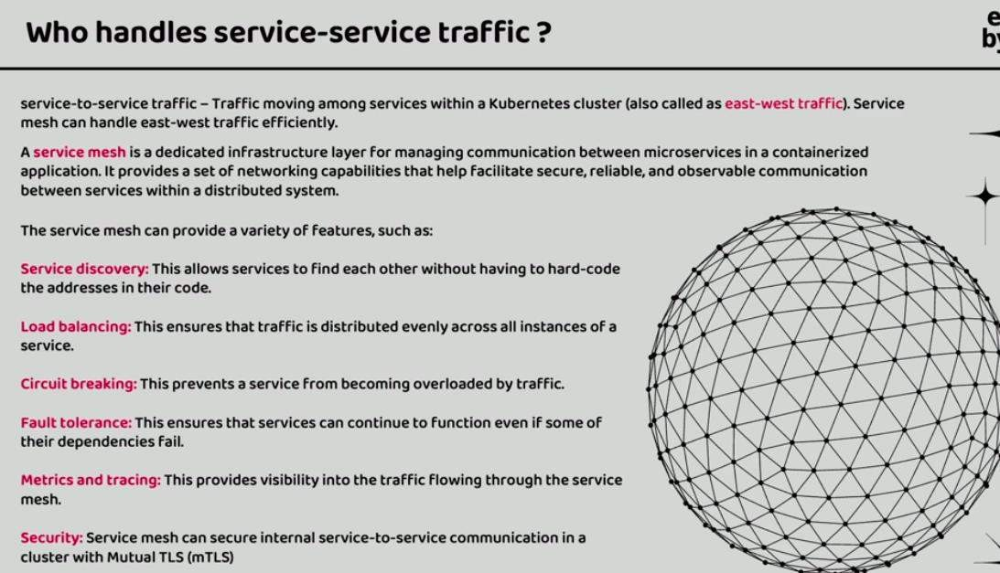 Who handles service-service traffic ?
e
by
service-to-service traffic – Traffic moving among services within a Kubernetes cluster (also called as east-west traffic). Service
mesh can handle east-west traffic efficiently.
A service mesh is a dedicated infrastructure layer for managing communication between microservices in a containerized
application. It provides a set of networking capabilities that help facilitate secure, reliable, and observable communication
between services within a distributed system.
The service mesh can provide a variety of features, such as:
Service discovery: This allows services to find each other without having to hard-code
the addresses in their code.
Load balancing: This ensures that traffic is distributed evenly across all instances of a
service.
Circuit breaking: This prevents a service from becoming overloaded by traffic.
Fault tolerance: This ensures that services can continue to function even if some of
their dependencies fail.
Metrics and tracing: This provides visibility into the traffic flowing through the service
mesh.
Security: Service mesh can secure internal service-to-service communication in a
cluster with Mutual TLS (mTLS)